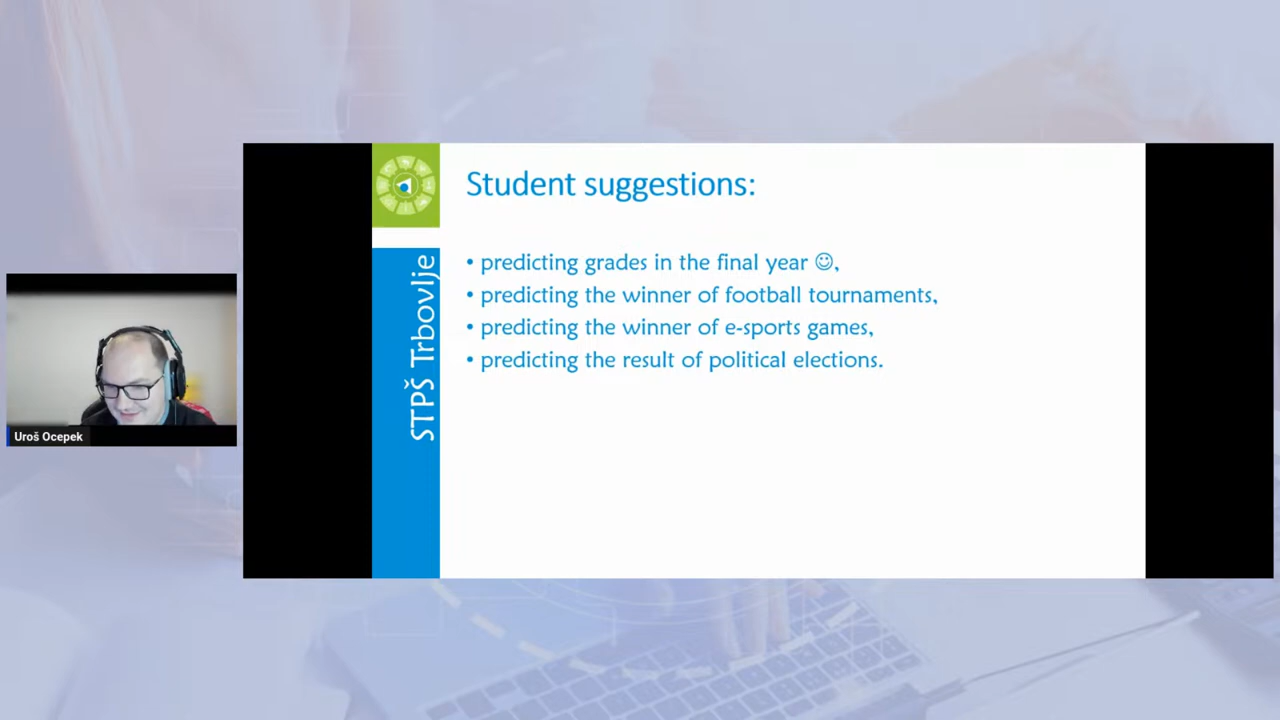 Student suggestions:
• predicting grades in the final year ☺,
• predicting the winner of football tournaments,
• predicting the winner of e-sports games,
• predicting the result of political elections.
STPŠ Trbovlje
Uroš Ocepek